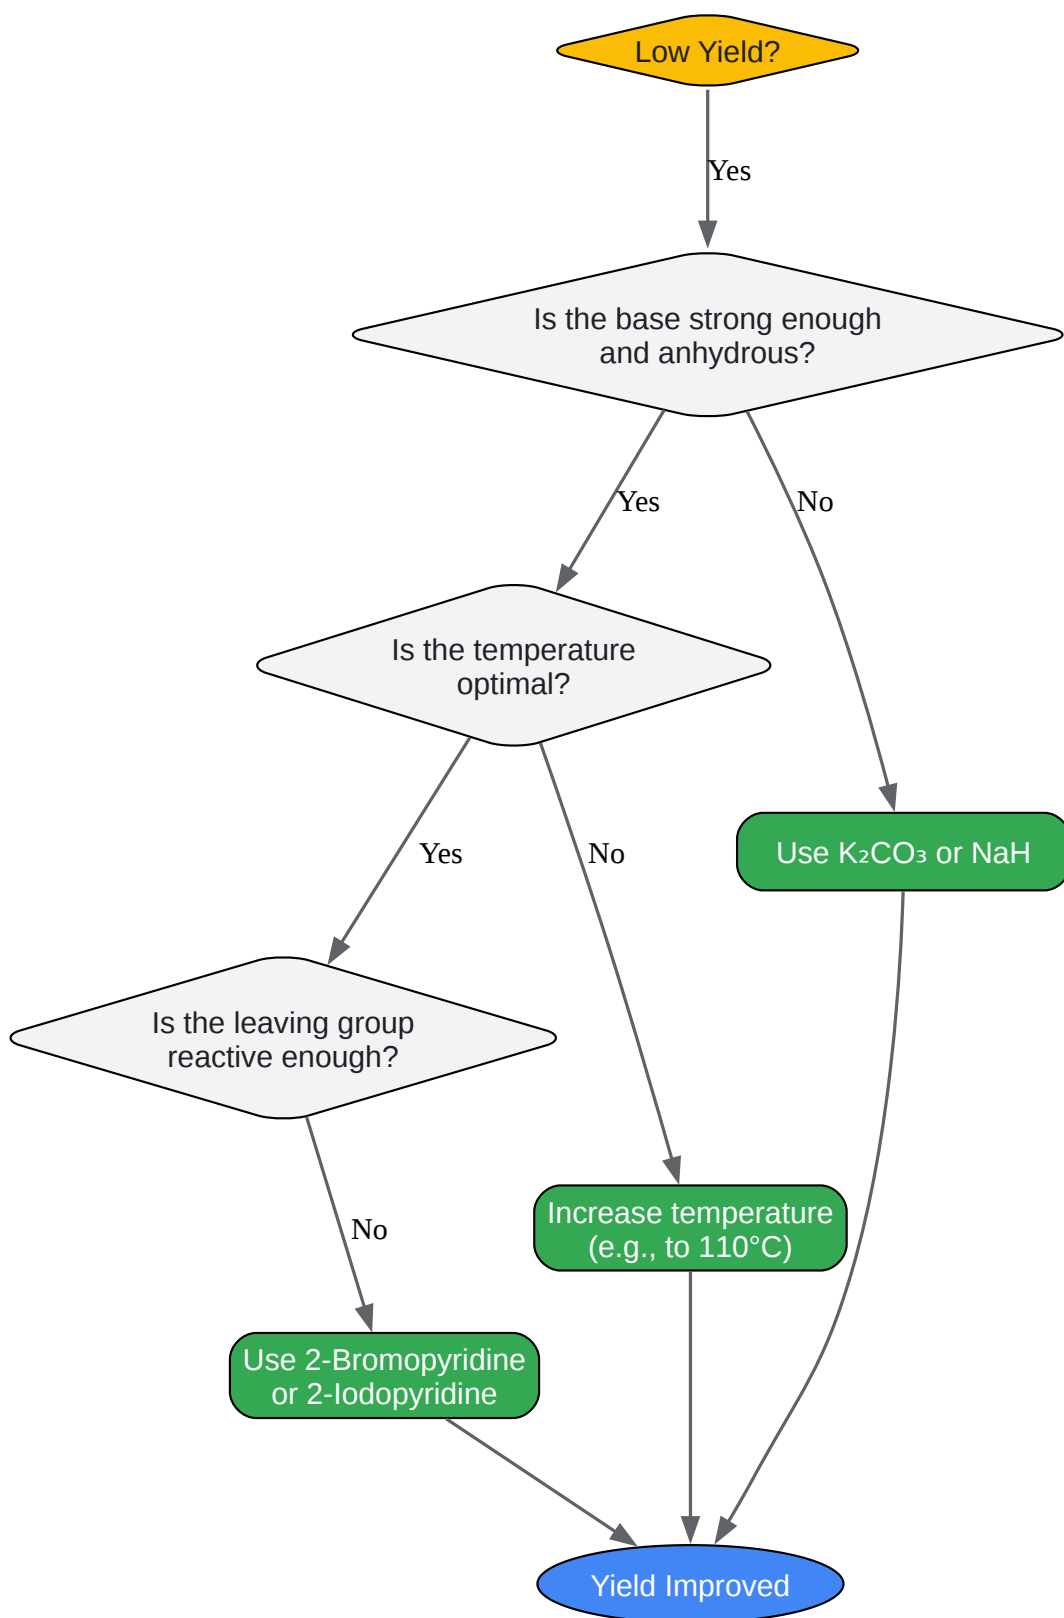 Low Yield?
Yes
Is the base strong enough
and anhydrous?
Yes
No
Is the temperature
optimal?
Yes
No
Use K₂CO₃ or NaH
Is the leaving group
reactive enough?
No
Increase temperature
(e.g., to 110°C)
Use 2-Bromopyridine
or 2-Iodopyridine
Yield Improved